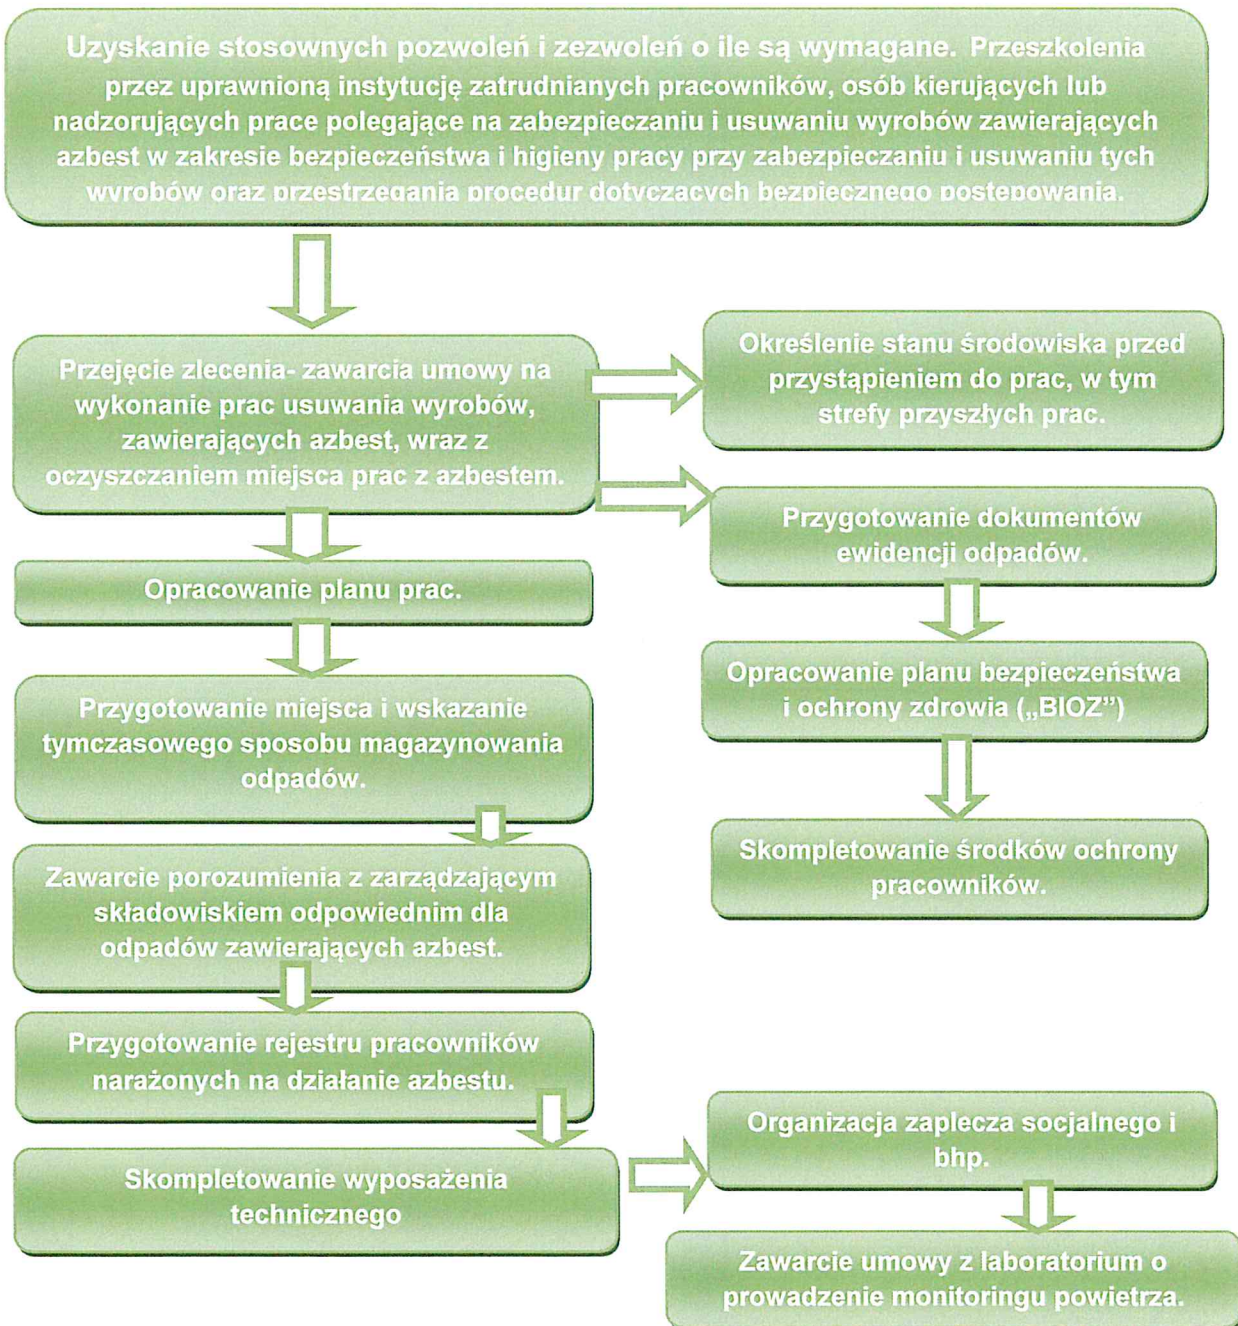 Uzyskanie stosownych pozwoleń i zezwoleń o ile są wymagane. Przeszkolenia
przez uprawnioną instytucję zatrudnianych pracowników, osób kierujących lub
nadzorujących prace polegające na zabezpieczaniu i usuwaniu wyrobów zawierających
azbest w zakresie bezpieczeństwa i higieny pracy przy zabezpieczaniu i usuwaniu tych
wyrobów oraz przestrzegania procedur dotyczących bezpiecznego postępowania.
Przejęcie zlecenia- zawarcia umowy na
wykonanie prac usuwania wyrobów,
zawierających azbest, wraz z
oczyszczaniem miejsca prac z azbestem.
Określenie stanu środowiska przed
przystąpieniem do prac, w tym
strefy przyszłych prac.
Przygotowanie dokumentów
ewidencji odpadów.
Opracowanie planu prac.
Opracowanie planu bezpieczeństwa
i ochrony zdrowia („BIOZ”)
Przygotowanie miejsca i wskazanie
tymczasowego sposobu magazynowania
odpadów.
Skompletowanie środków ochrony
pracowników.
Zawarcie porozumienia z zarządzającym
składowiskiem odpowiednim dla
odpadów zawierających azbest.
Przygotowanie rejestru pracowników
narażonych na działanie azbestu.
Skompletowanie wyposażenia
technicznego
Organizacja zaplecza socjalnego i
bhp.
Zawarcie umowy z laboratorium o
prowadzenie monitoringu powietrza.